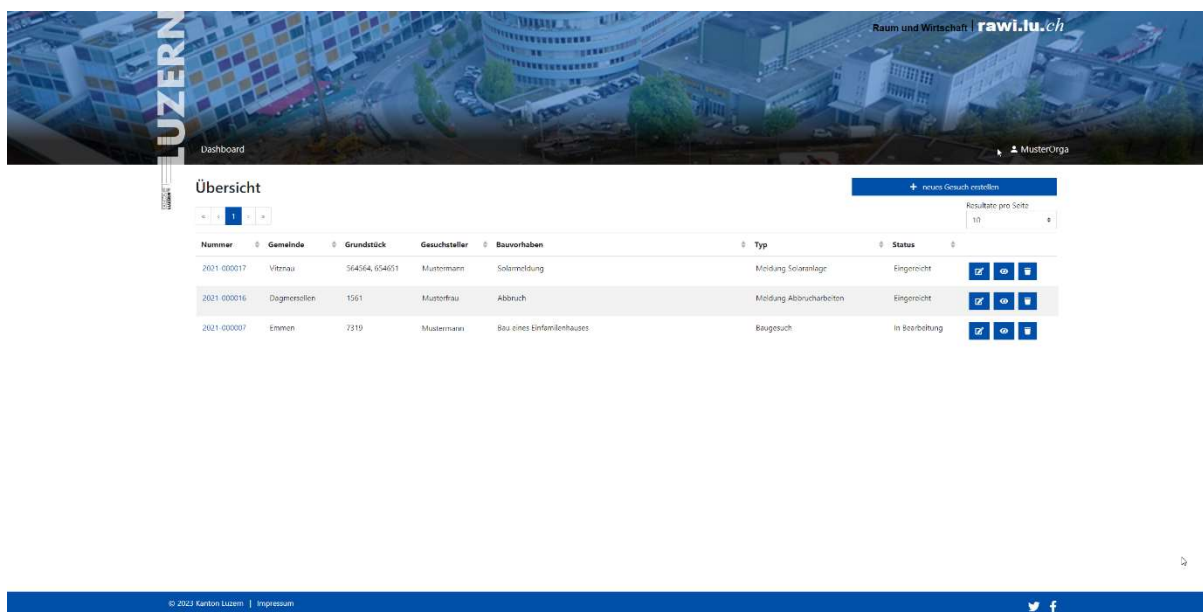 LUZERN
Raum und Wirtschaft | rawi.lu.ch
Dashboard
MusterOrga
Übersicht
+ neues Gesuch erstellen
« ‹ 1 › »
Resultate pro Seite
10
Nummer Gemeinde Grundstück Gesuchsteller Bauvorhaben Typ Status
2021-000017 Vitznau 564564, 654651 Mustermann Solarmeldung Meldung Solaranlage Eingereicht
2021-000016 Dagmersellen 1561 Musterfrau Abbruch Meldung Abbrucharbeiten Eingereicht
2021-000007 Emmen 7319 Mustermann Bau eines Einfamilenhauses Baugesuch In Bearbeitung
© 2023 Kanton Luzern | Impressum